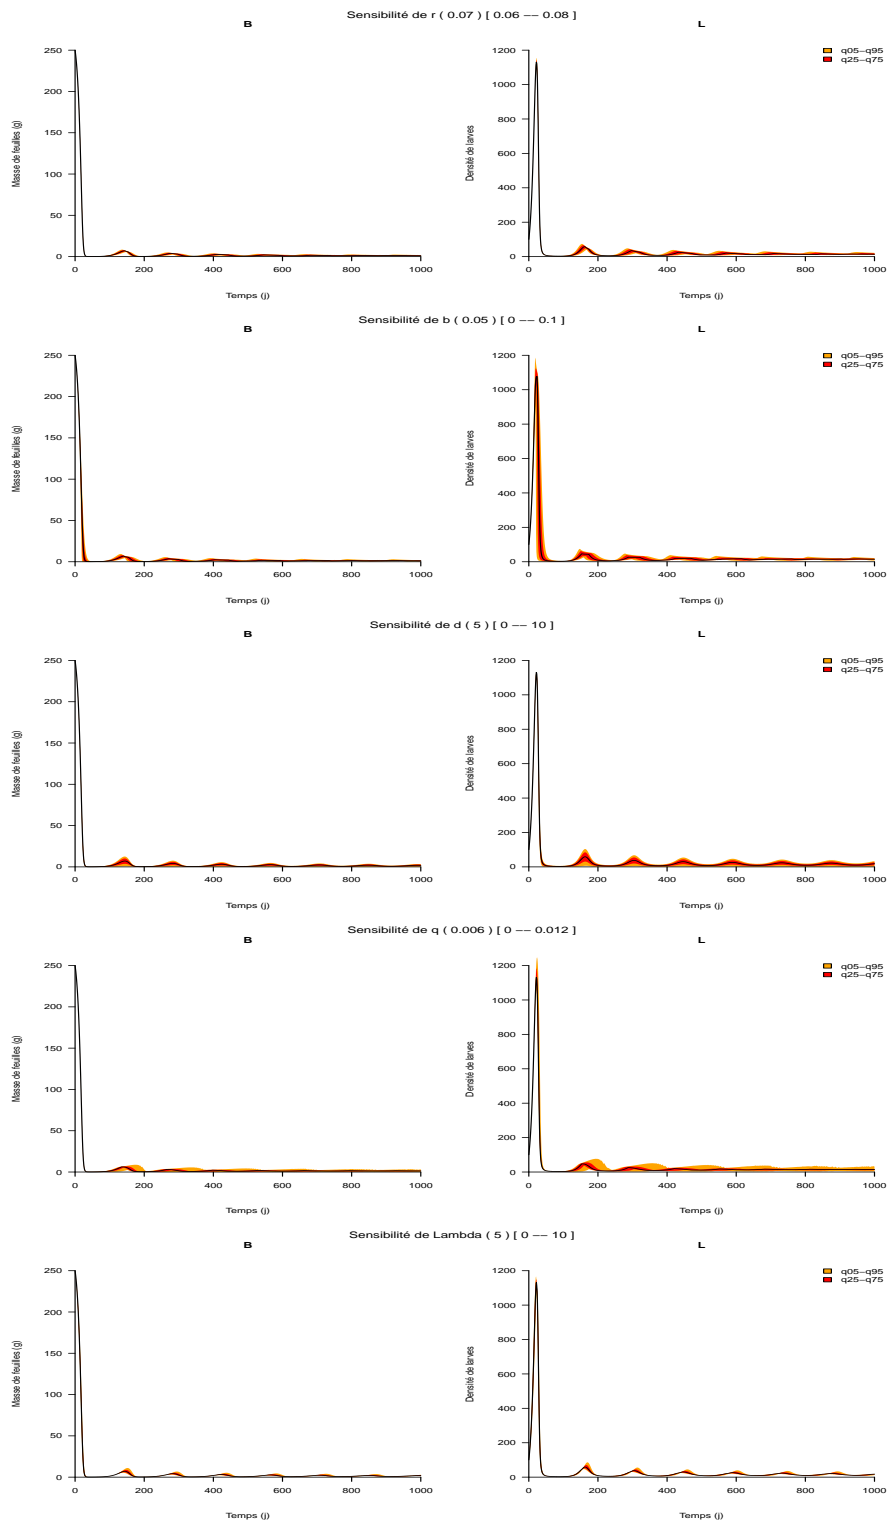 Sensibilité de r ( 0.07 ) [ 0.06 −− 0.08 ]
B
L
250
200
150
100
50
0
Masse de feuilles (g)
0 200 400 600 800 1000
Temps (j)
1200
1000
800
600
400
200
0
Densité de larves
0 200 400 600 800 1000
Temps (j)
q05−q95
q25−q75
Sensibilité de b ( 0.05 ) [ 0 −− 0.1 ]
B
L
250
200
150
100
50
0
Masse de feuilles (g)
0 200 400 600 800 1000
Temps (j)
1200
1000
800
600
400
200
0
Densité de larves
0 200 400 600 800 1000
Temps (j)
q05−q95
q25−q75
Sensibilité de d ( 5 ) [ 0 −− 10 ]
B
L
250
200
150
100
50
0
Masse de feuilles (g)
0 200 400 600 800 1000
Temps (j)
1200
1000
800
600
400
200
0
Densité de larves
0 200 400 600 800 1000
Temps (j)
q05−q95
q25−q75
Sensibilité de q ( 0.006 ) [ 0 −− 0.012 ]
B
L
250
200
150
100
50
0
Masse de feuilles (g)
0 200 400 600 800 1000
Temps (j)
1200
1000
800
600
400
200
0
Densité de larves
0 200 400 600 800 1000
Temps (j)
q05−q95
q25−q75
Sensibilité de Lambda ( 5 ) [ 0 −− 10 ]
B
L
250
200
150
100
50
0
Masse de feuilles (g)
0 200 400 600 800 1000
Temps (j)
1200
1000
800
600
400
200
0
Densité de larves
0 200 400 600 800 1000
Temps (j)
q05−q95
q25−q75